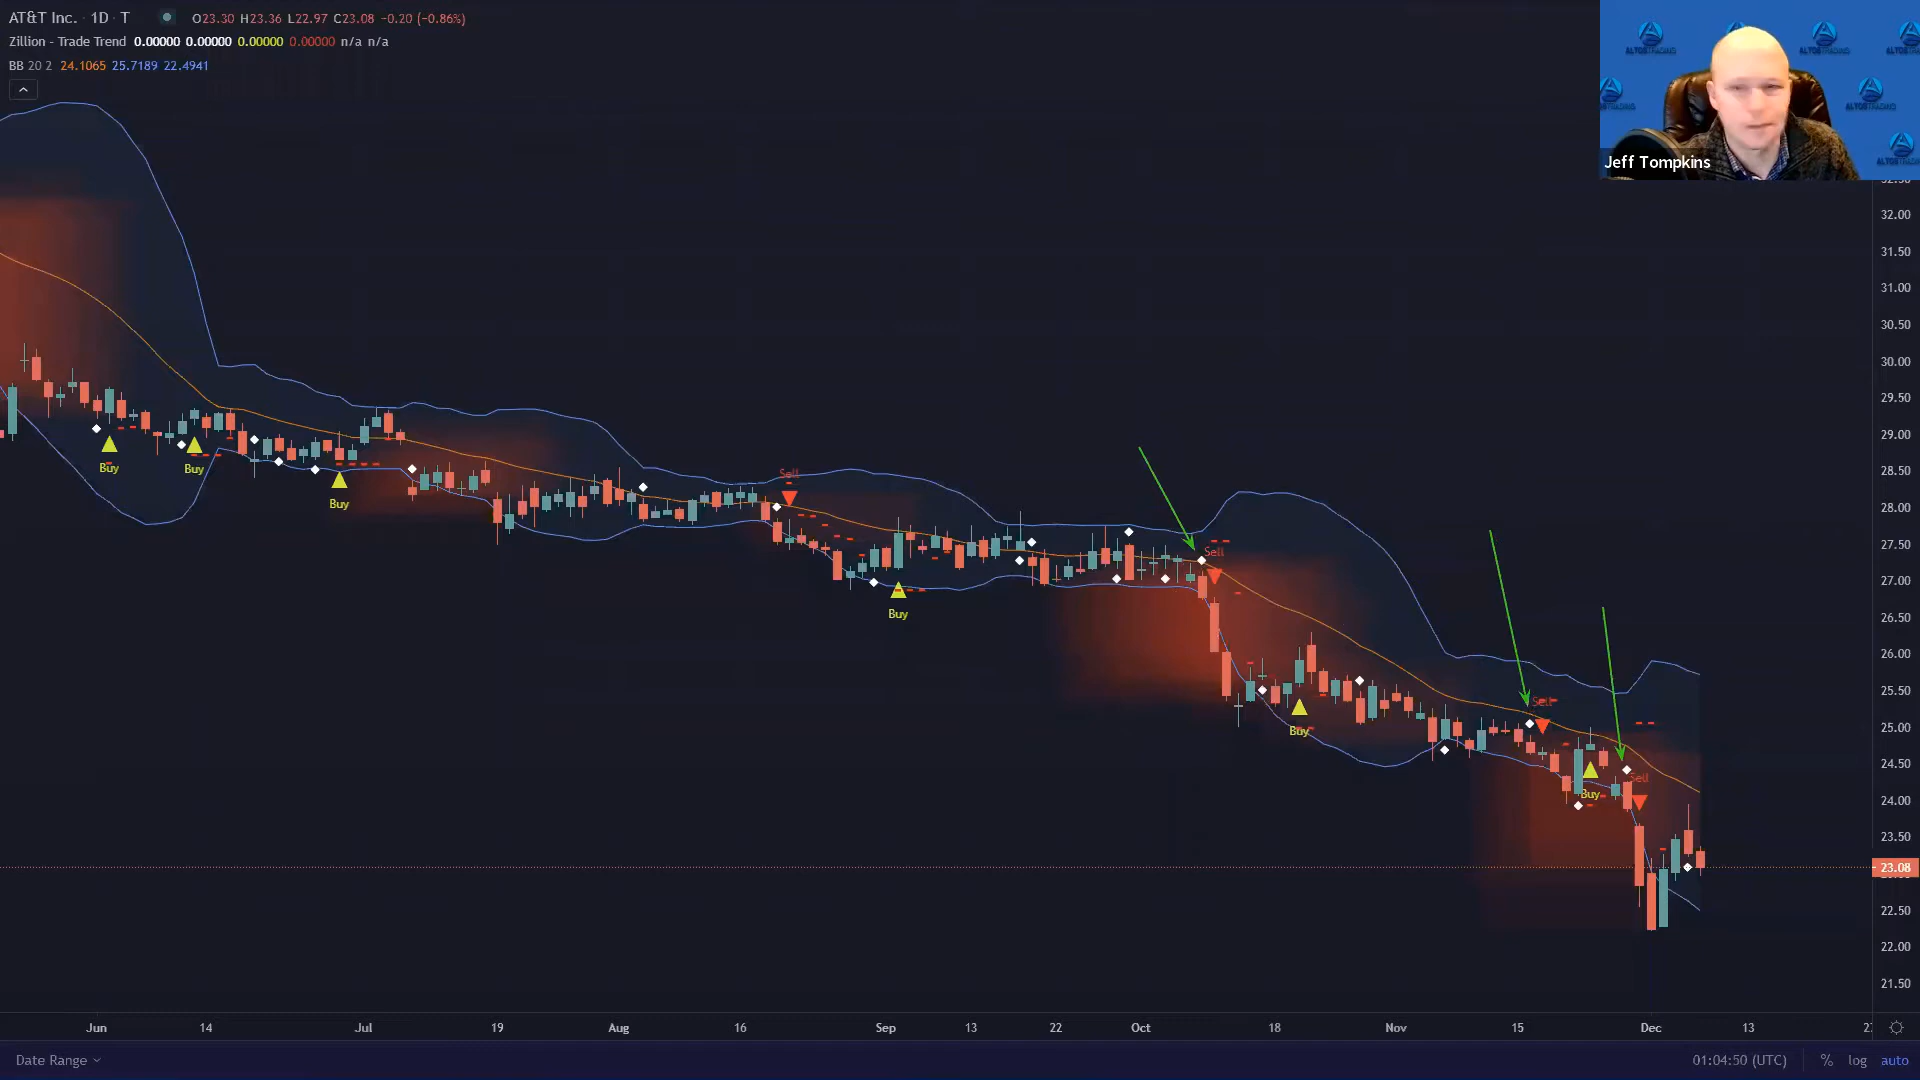 AT&T Inc. · 1D · T O23.30 H23.36 L22.97 C23.08 -0.20 (-0.86%)
Zillion - Trade Trend 0.00000 0.00000 0.00000 0.00000 n/a n/a
BB 20 2 24.1065 25.7189 22.4941
ALTOSTRADING
Jeff Tompkins
32.00
31.50
31.00
30.50
30.00
29.50
29.00
28.50
28.00
27.50
27.00
26.50
26.00
25.50
25.00
24.50
24.00
23.50
23.08
22.50
22.00
21.50
Buy
Buy
Buy
Sell
Buy
Sell
Buy
Sell
Buy
Sell
Jun 14 Jul 19 Aug 16 Sep 13 22 Oct 18 Nov 15 Dec 13
Date Range 01:04:50 (UTC) % log auto